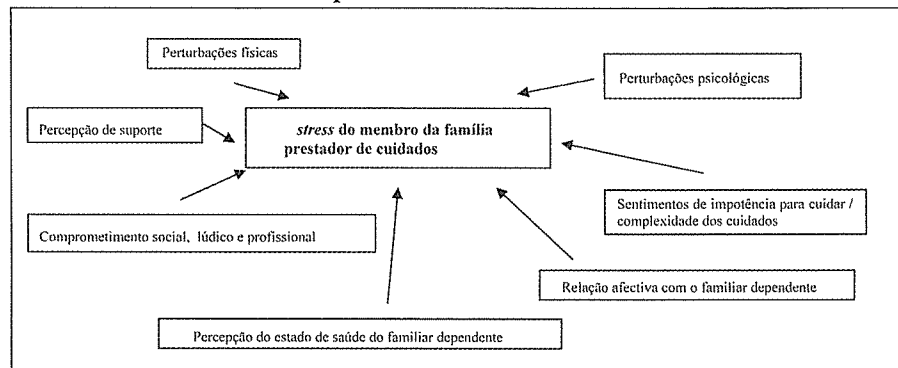 Perturbações físicas
Perturbações psicológicas
Percepção de suporte
stress do membro da família
prestador de cuidados
Sentimentos de impotência para cuidar /
complexidade dos cuidados
Comprometimento social, lúdico e profissional
Relação afectiva com o familiar dependente
Percepção do estado de saúde do familiar dependente